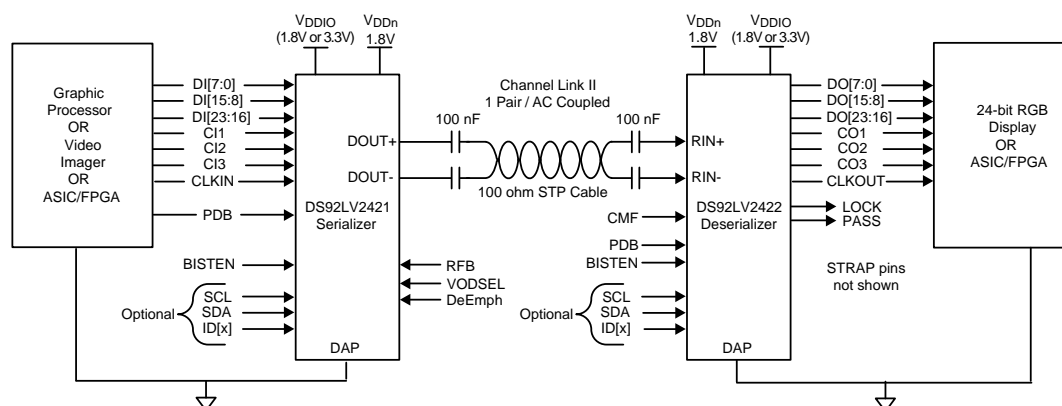 VDDIO
(1.8V or 3.3V)
VDDn
1.8V
VDDn
1.8V
VDDIO
(1.8V or 3.3V)
Graphic
Processor
OR
Video
Imager
OR
ASIC/FPGA
DI[7:0]
DI[15:8]
DI[23:16]
CI1
CI2
CI3
CLKIN
PDB
BISTEN
Optional
SCL
SDA
ID[x]
DOUT+
DOUT-
DS92LV2421
Serializer
DAP
RFB
VODSEL
DeEmph
Channel Link II
1 Pair / AC Coupled
100 nF
100 nF
100 ohm STP Cable
RIN+
RIN-
CMF
PDB
BISTEN
Optional
SCL
SDA
ID[x]
DS92LV2422
Deserializer
DAP
DO[7:0]
DO[15:8]
DO[23:16]
CO1
CO2
CO3
CLKOUT
LOCK
PASS
STRAP pins
not shown
24-bit RGB
Display
OR
ASIC/FPGA